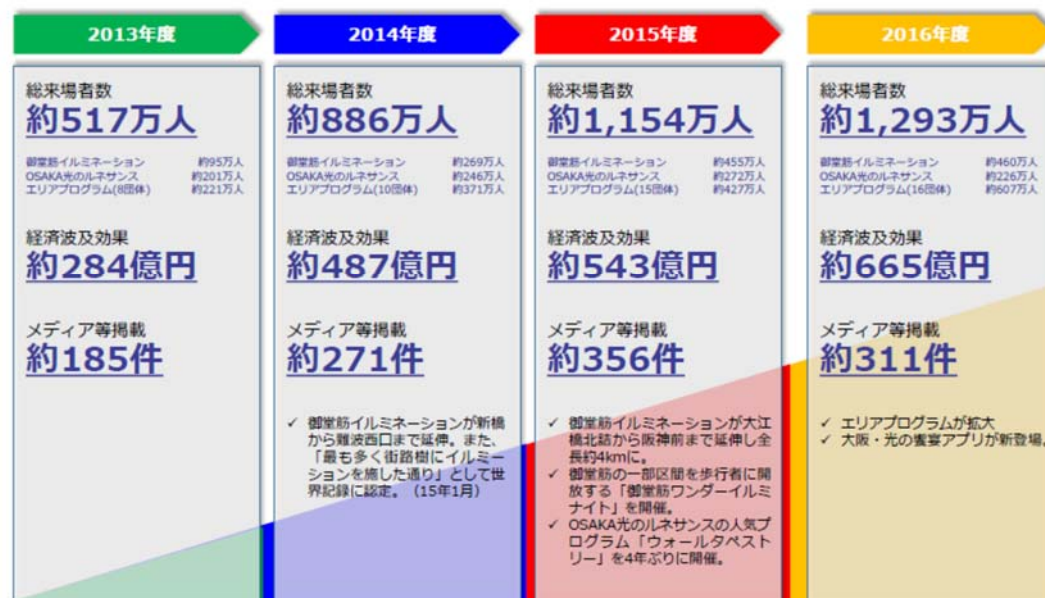 2013年度
総来場者数
約517万人
御堂筋イルミネーション 約95万人
OSAKA光のルネサンス 約201万人
エリアプログラム(8団体) 約221万人
経済波及効果
約284億円
メディア等掲載
約185件
2014年度
総来場者数
約886万人
御堂筋イルミネーション 約269万人
OSAKA光のルネサンス 約246万人
エリアプログラム(10団体) 約371万人
経済波及効果
約487億円
メディア等掲載
約271件
✓ 御堂筋イルミネーションが新橋
から難波西口まで延伸。また、
「最も多く街路樹にイルミネー
ションを施した通り」として世
界記録に認定。（15年1月）
2015年度
総来場者数
約1,154万人
御堂筋イルミネーション 約455万人
OSAKA光のルネサンス 約272万人
エリアプログラム(15団体) 約427万人
経済波及効果
約543億円
メディア等掲載
約356件
✓ 御堂筋イルミネーションが大江
橋北詰から阪神前まで延伸し全
長約4kmに。
✓ 御堂筋の一部区間を歩行者に開
放する「御堂筋ワンダーイルミ
ナイト」を開催。
✓ OSAKA光のルネサンスの人気プ
ログラム「ウォールタペスト
リー」を4年ぶりに開催。
2016年度
総来場者数
約1,293万人
御堂筋イルミネーション 約460万人
OSAKA光のルネサンス 約226万人
エリアプログラム(16団体) 約607万人
経済波及効果
約665億円
メディア等掲載
約311件
✓ エリアプログラムが拡大
✓ 大阪・光の饗宴アプリが新登場。